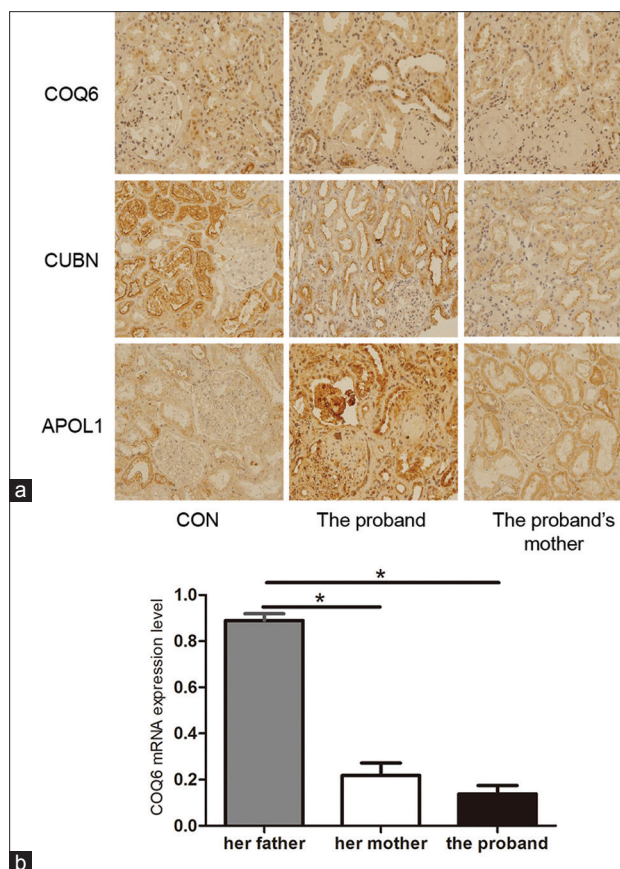 COQ6
CUBN
APOL1
a
CON
The proband
The proband's
mother
COQ6 mRNA expression level
1.0
0.8
0.6
0.4
0.2
0.0
*
*
her father
her mother
the proband
b